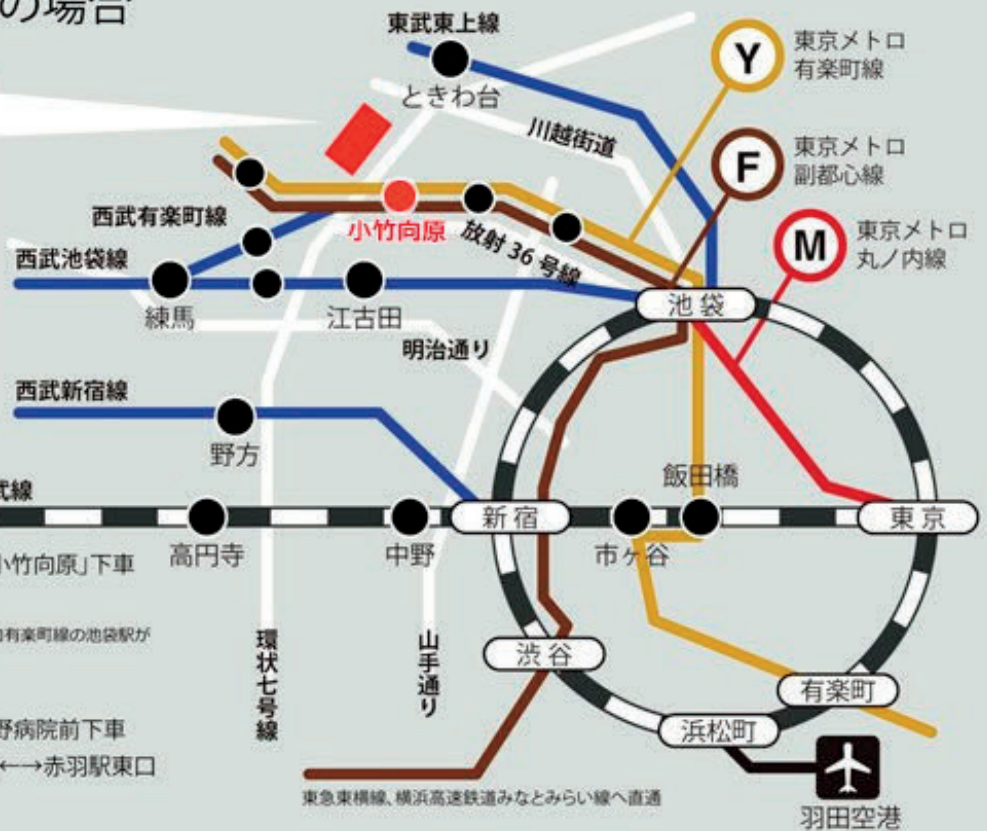 の場合
東武東上線
ときわ台
Y
東京メトロ
有楽町線
川越街道
F
東京メトロ
副都心線
西武有楽町線
小竹向原
放射 36 号線
M
東京メトロ
丸ノ内線
西武池袋線
池袋
練馬
江古田
明治通り
西武新宿線
野方
飯田橋
武線
新宿
東京
高円寺
中野
市ヶ谷
小竹向原」下車
有楽町線の池袋駅が
環状七号線
山手通り
渋谷
有楽町
野病院前下車
浜松町
←→赤羽駅東口
東急東横線、横浜高速鉄道みなとみらい線へ直通
羽田空港